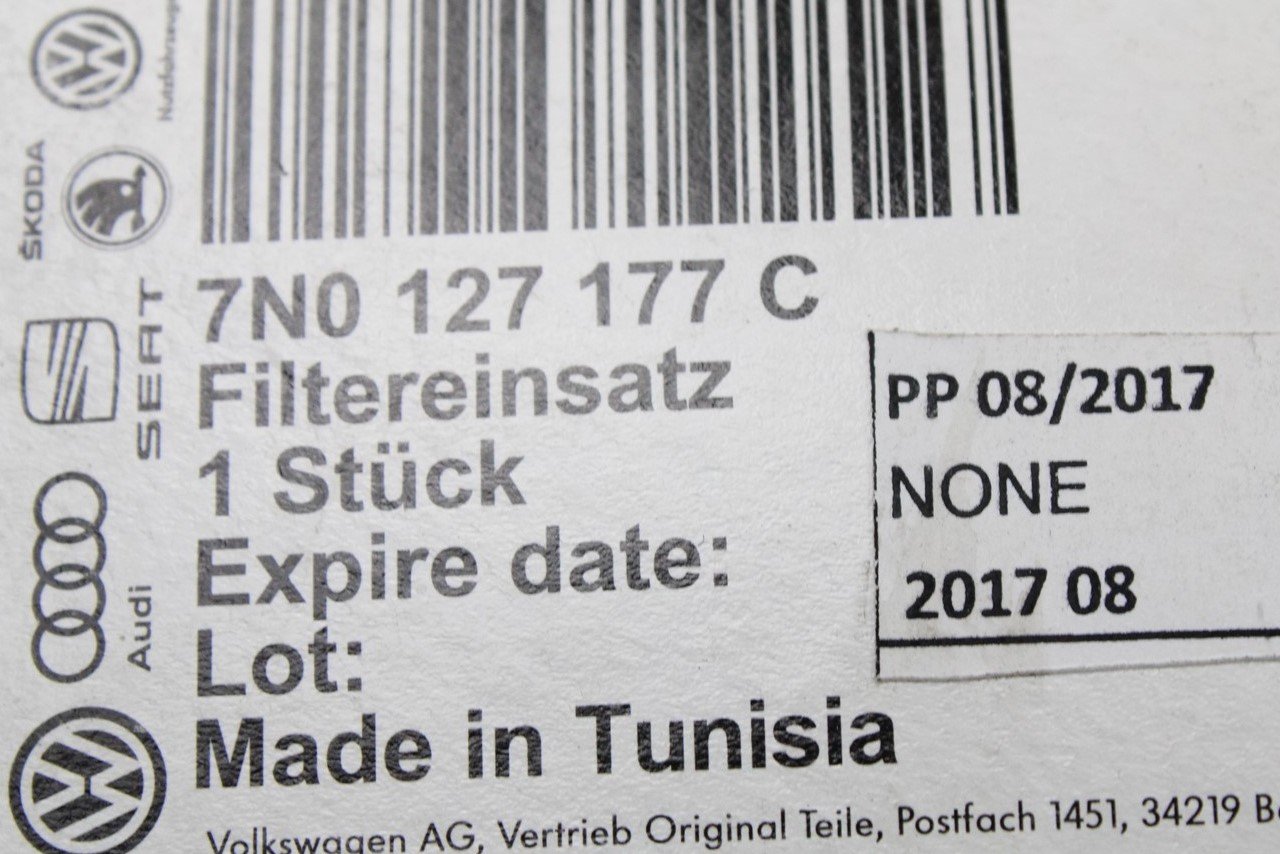 Nutzfahrzeuge
ŠKODA
SEAT
Audi
7N0 127 177 C
Filtereinsatz
1 Stück
Expire date:
Lot:
Made in Tunisia
PP 08/2017
NONE
2017 08
Volkswagen AG, Vertrieb Original Teile, Postfach 1451, 34219